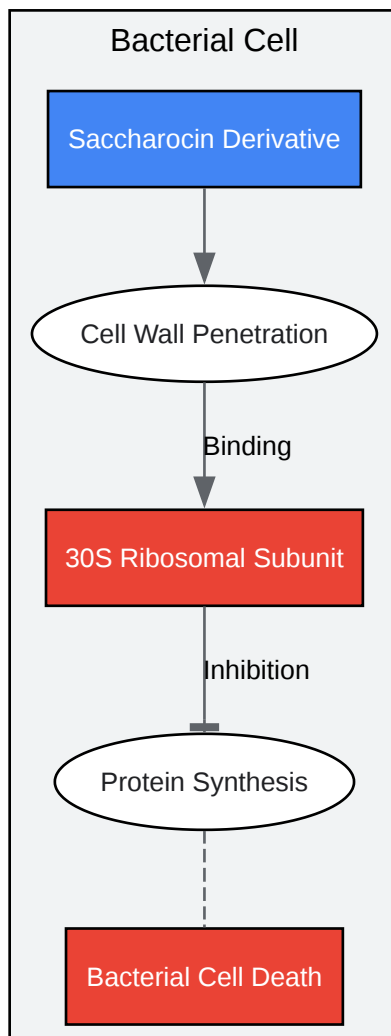 Bacterial Cell
Saccharocin Derivative
Cell Wall Penetration
Binding
30S Ribosomal Subunit
Inhibition
Protein Synthesis
Bacterial Cell Death